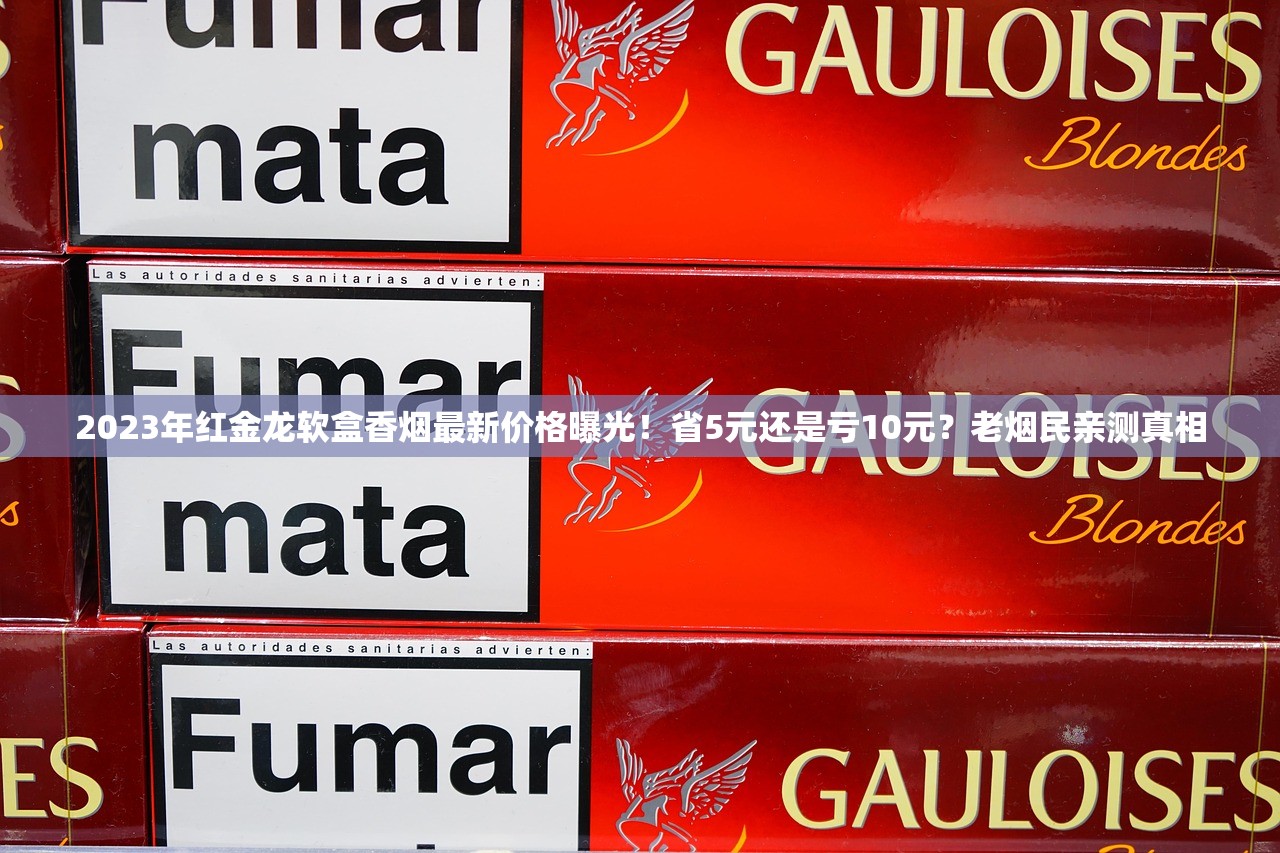 Fumar
mata
GAULOISES
Blondes
Las autoridades sanitarias advierten:
Fumar
mata
2023年红金龙软盒香烟最新价格曝光！省5元还是亏10元？老烟民亲测真相
GAULOISES
Blondes
Las autoridades sanitarias advierten:
Fumar
ES
GAULOISES
Blondes